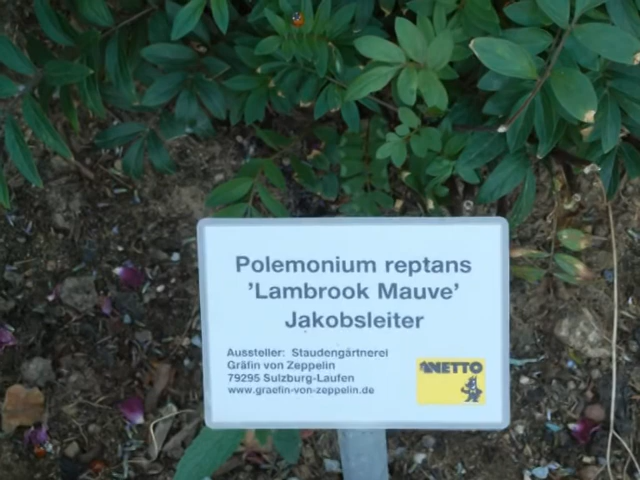 Polemonium reptans
'Lambrook Mauve'
Jakobsleiter
Aussteller: Staudengärtnerei
Gräfin von Zeppelin
79295 Sulzburg-Laufen
www.graefin-von-zeppelin.de
NETTO